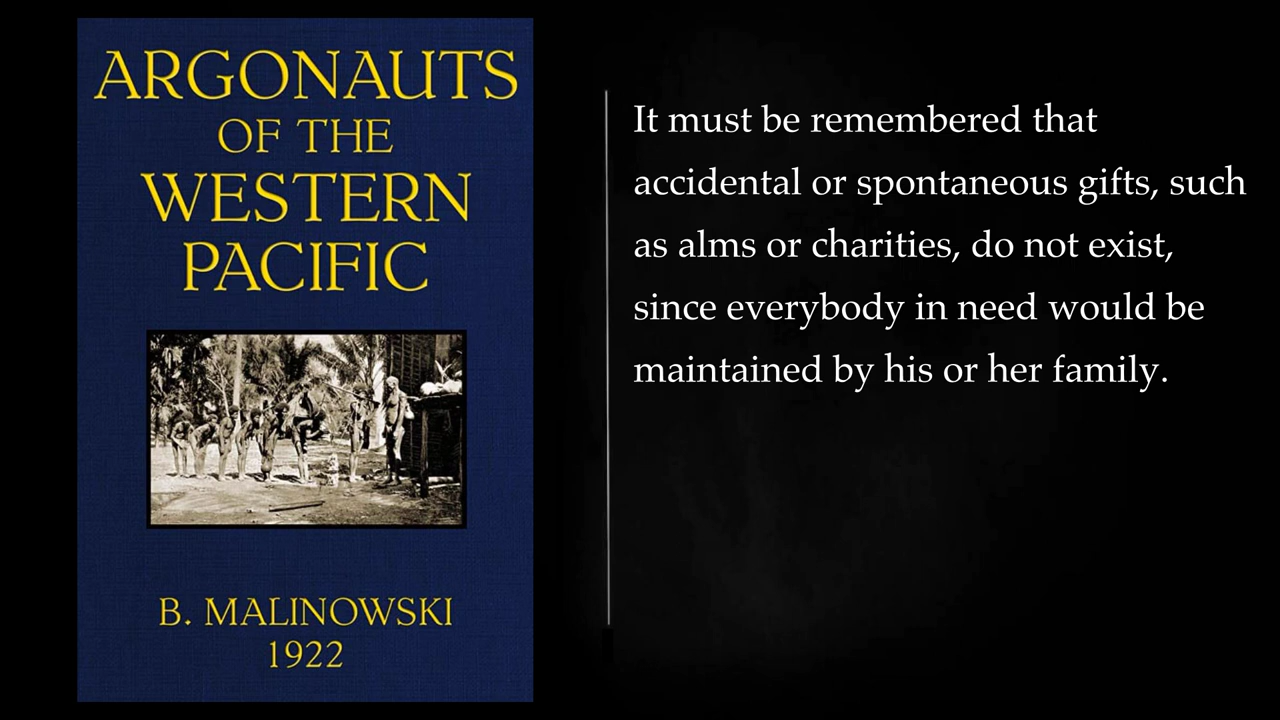 ARGONAUTS
OF THE
WESTERN
PACIFIC
B. MALINOWSKI
1922
It must be remembered that
accidental or spontaneous gifts, such
as alms or charities, do not exist,
since everybody in need would be
maintained by his or her family.